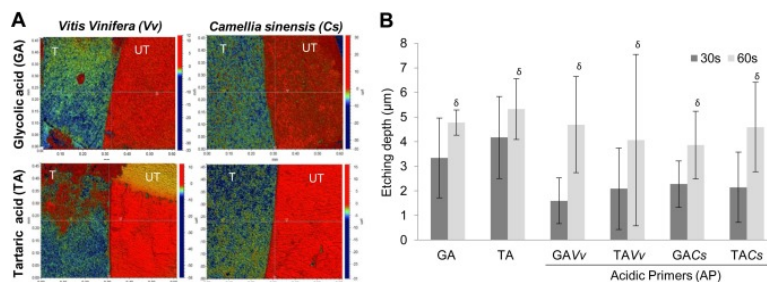 A
Vitis Vinifera (Vv) Camellia sinensis (Cs)
Glycolic acid (GA)
T UT T UT
Tartaric acid (TA)
T UT T UT
B
Etching depth (µm)
8
7
6
5
4
3
2
1
0
30s 60s
δ δ δ δ δ δ
GA TA GAVv TAVv GACs TACs
Acidic Primers (AP)